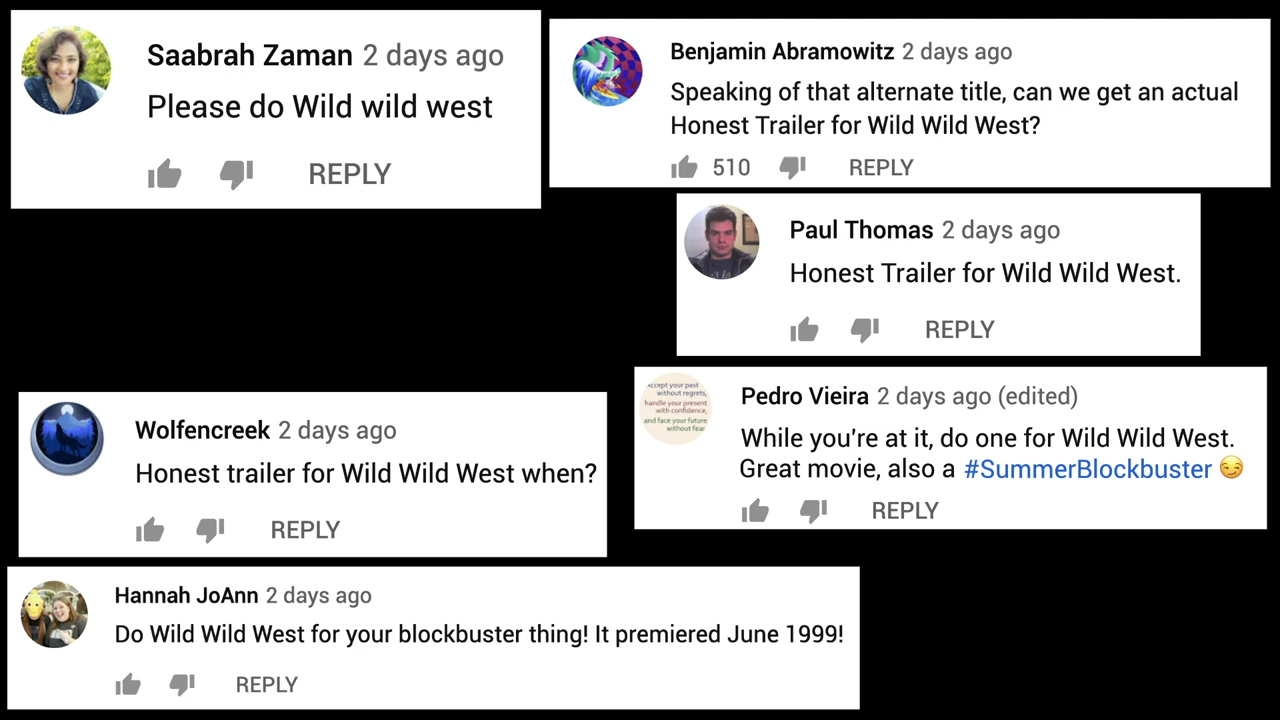 Saabrah Zaman 2 days ago
Please do Wild wild west
REPLY
Benjamin Abramowitz 2 days ago
Speaking of that alternate title, can we get an actual
Honest Trailer for Wild Wild West?
510 REPLY
Paul Thomas 2 days ago
Honest Trailer for Wild Wild West.
REPLY
Wolfencreek 2 days ago
Honest trailer for Wild Wild West when?
REPLY
Accept your past
without regrets,
handle your present
with confidence,
and face your future
without fear
Pedro Vieira 2 days ago (edited)
While you're at it, do one for Wild Wild West.
Great movie, also a #SummerBlockbuster 😏
REPLY
Hannah JoAnn 2 days ago
Do Wild Wild West for your blockbuster thing! It premiered June 1999!
REPLY